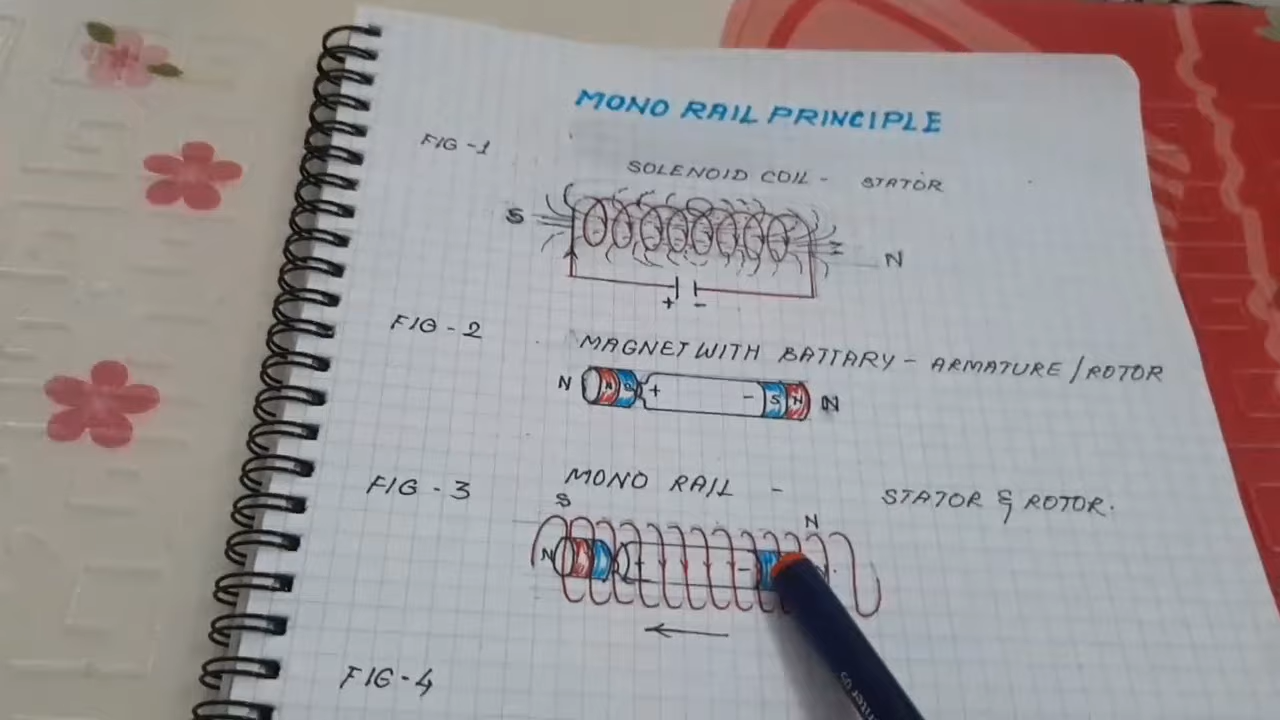 MONO RAIL PRINCIPLE
FIG-1
SOLENOID COIL - STATOR
S
N
+ -
FIG-2
MAGNET WITH BATTARY - ARMATURE/ROTOR
N + - S N N
FIG-3
MONO RAIL - STATOR & ROTOR.
S N
N + -
FIG-4